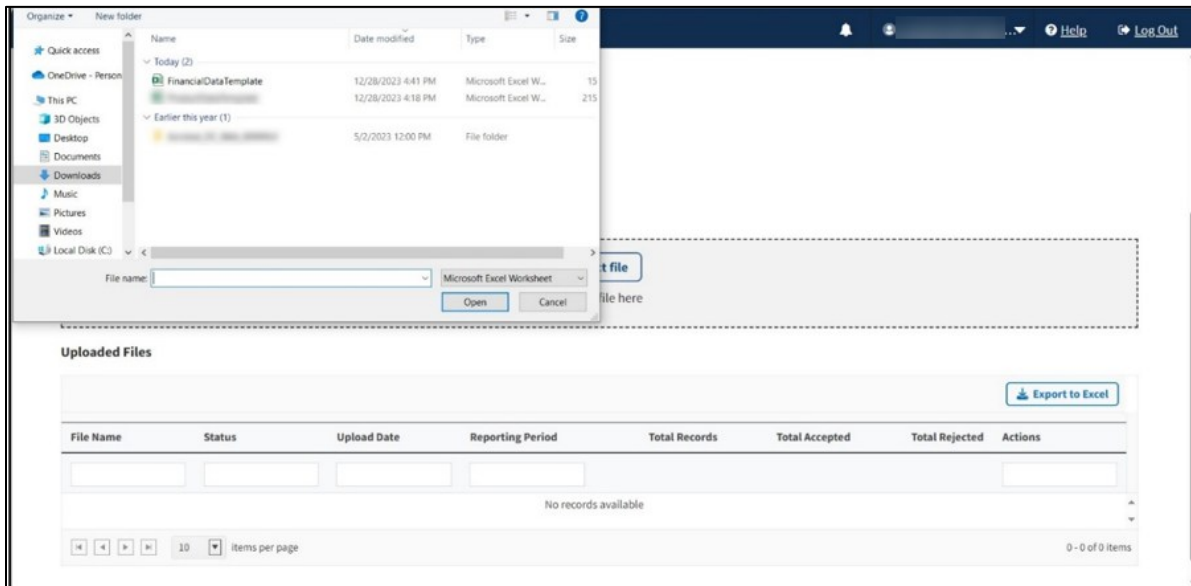 Organize New folder
... Help Log Out
Name Date modified Type Size
Quick access
Today (2)
OneDrive - Person
FinancialDataTemplate 12/28/2023 4:41 PM Microsoft Excel W... 15
12/28/2023 4:18 PM Microsoft Excel W... 215
This PC
Earlier this year (1)
3D Objects
5/2/2023 12:00 PM File folder
Desktop
Documents
Downloads
Music
Pictures
Videos
Local Disk (C:)
File name: Microsoft Excel Worksheet
Open Cancel
t file
file here
Uploaded Files
Export to Excel
File Name Status Upload Date Reporting Period Total Records Total Accepted Total Rejected Actions
No records available
10 items per page 0 - 0 of 0 items